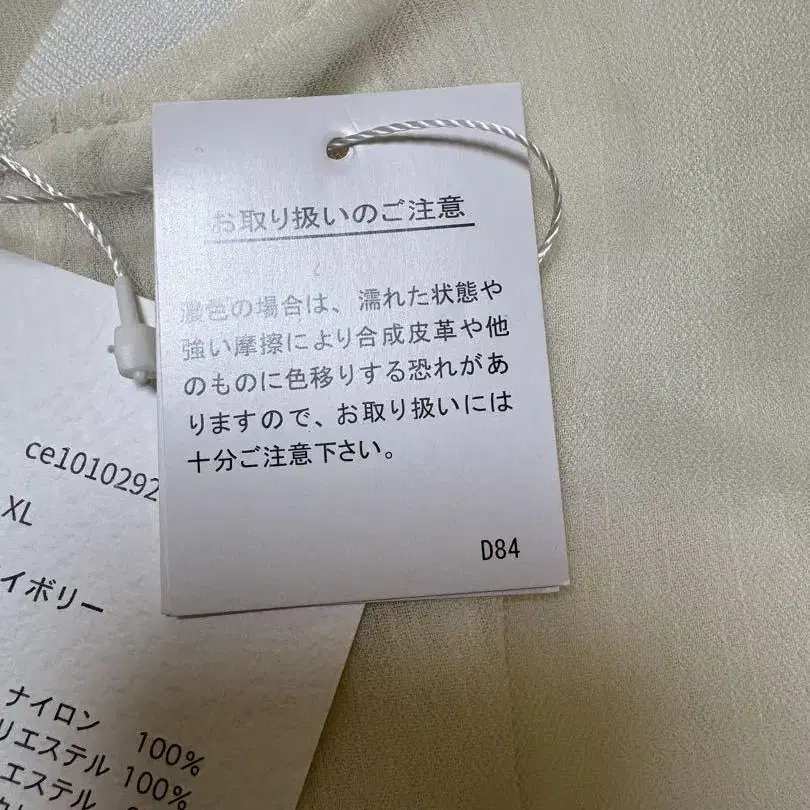 お取り扱いのご注意
濃色の場合は、濡れた状態や
強い摩擦により合成皮革や他
のものに色移りする恐れがあ
りますので、お取り扱いには
十分ご注意下さい。
D84
ce1010292
XL
イボリー
ナイロン 100%
リエステル 100%
エステル